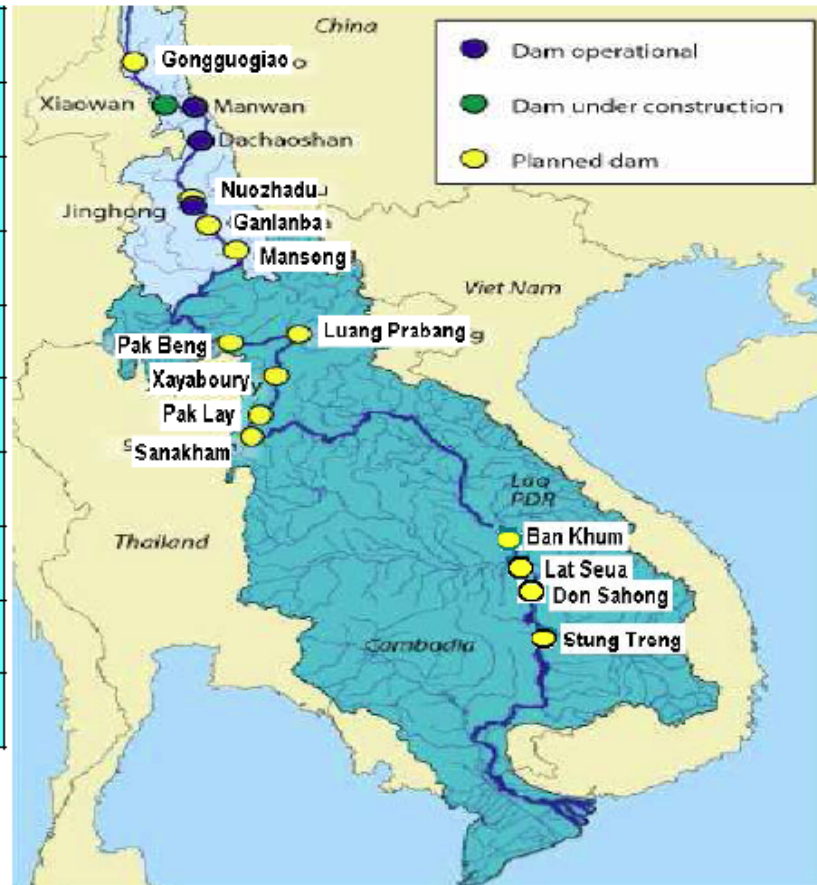 China
Dam operational
Dam under construction
Planned dam
Gongguogiao
Xiaowan
Manwan
Dachaoshan
Nuozhadu
Jinghong
Ganlanba
Mansong
Viet Nam
Luang Prabang
Pak Beng
Xayaboury
Pak Lay
Sanakham
Lao
PDR
Thailand
Ban Khum
Lat Seua
Don Sahong
Stung Treng
Cambodia